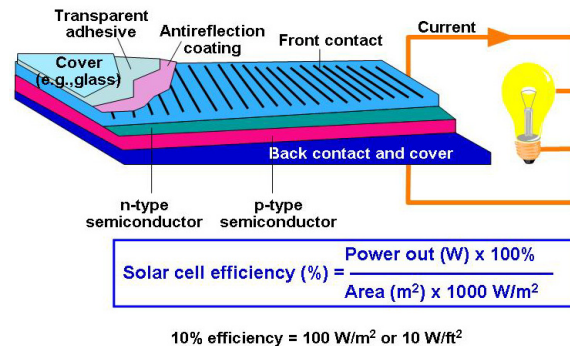 Transparent
adhesive
Antireflection
coating
Cover
(e.g.,glass)
Front contact
Current
Back contact and cover
n-type
semiconductor
p-type
semiconductor
Solar cell efficiency (%) = Power out (W) x 100%
Area (m²) x 1000 W/m²
10% efficiency = 100 W/m² or 10 W/ft²